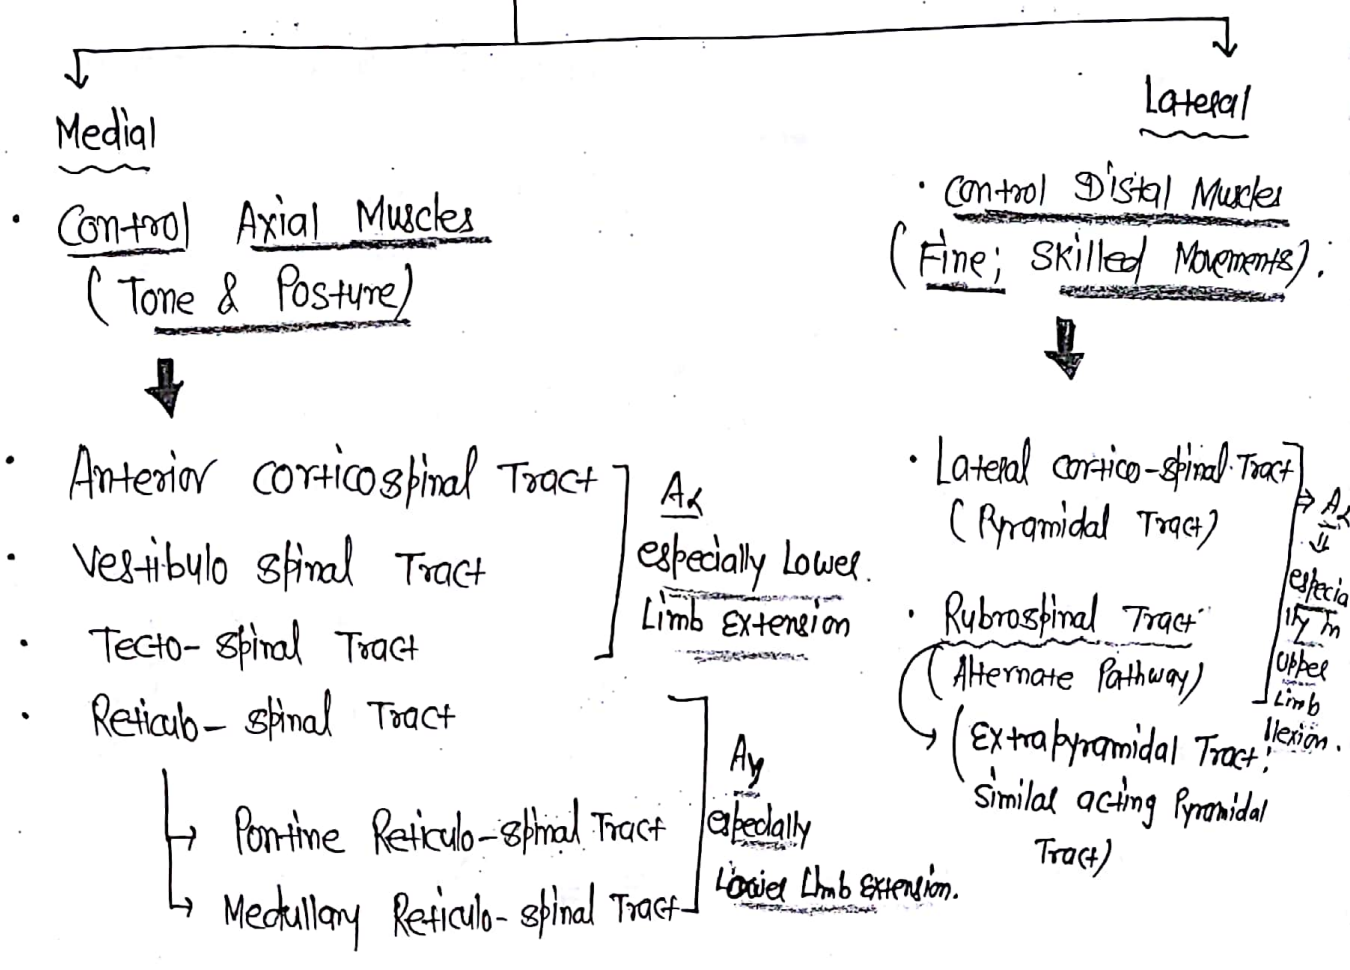 Medial
• Control Axial Muscles
(Tone & Posture)
• Anterior corticospinal Tract
• Vestibulo spinal Tract
• Tecto-spinal Tract
• Reticulo-spinal Tract
→ Pontine Reticulo-spinal Tract
→ Medullary Reticulo-spinal Tract
Aα
especially Lower.
Limb Extension
Aγ
especially
Lower Limb Extension.
Lateral
• Control Distal Muscles
(Fine; Skilled Movements).
• Lateral cortico-spinal Tract
(Pyramidal Tract)
• Rubrospinal Tract
(Alternate Pathway)
→ (Extrapyramidal Tract;
Similar acting Pyramidal
Tract)
⇒ Aα
⇓
especia
lly In
Upper
Limb
flexion.